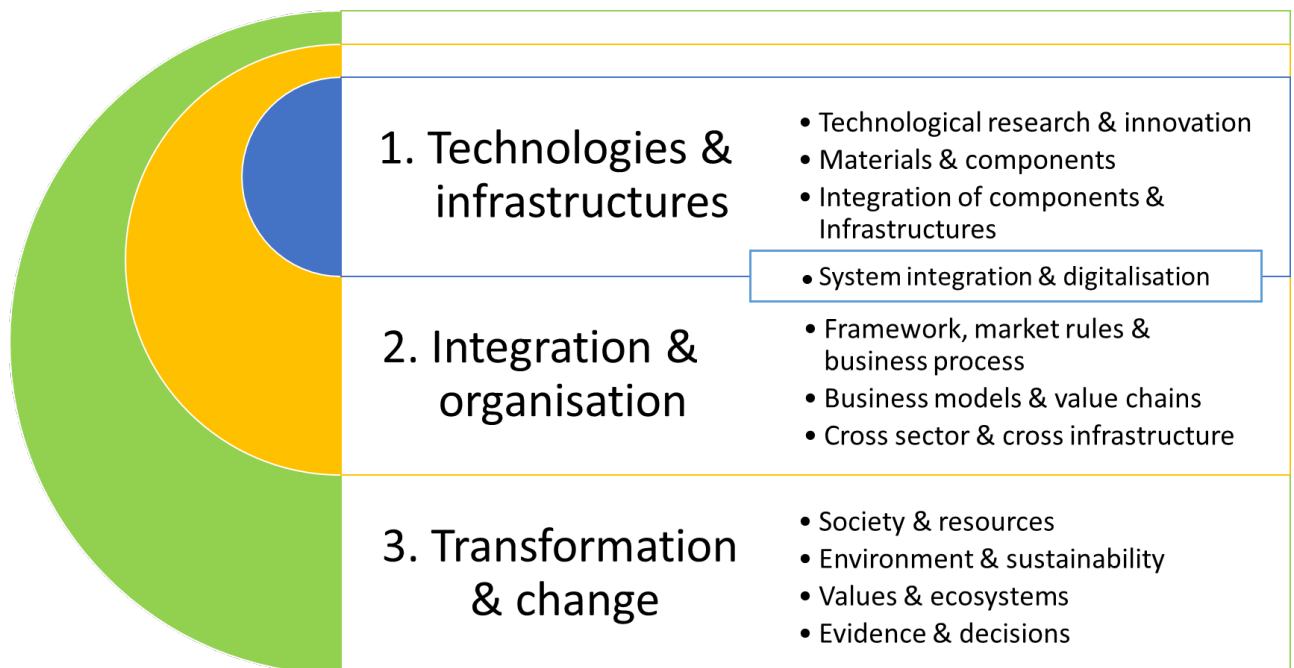 1. Technologies &
infrastructures
• Technological research & innovation
• Materials & components
• Integration of components &
Infrastructures
• System integration & digitalisation
2. Integration &
organisation
• Framework, market rules &
business process
• Business models & value chains
• Cross sector & cross infrastructure
3. Transformation
& change
• Society & resources
• Environment & sustainability
• Values & ecosystems
• Evidence & decisions